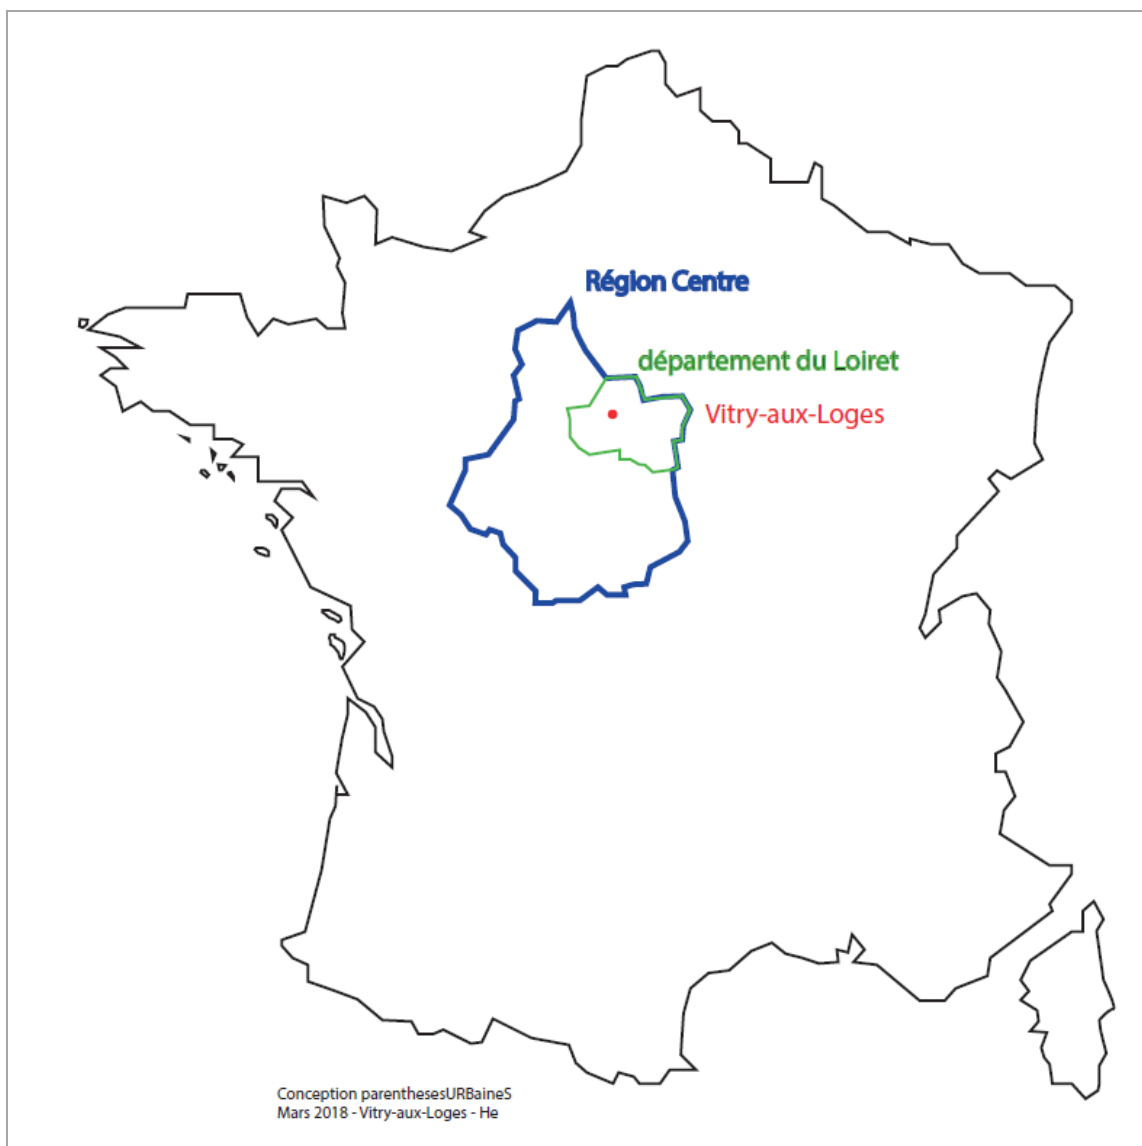 Région Centre
département du Loiret
Vitry-aux-Loges
Conception parenthesesURBaineS
Mars 2018 - Vitry-aux-Loges - He